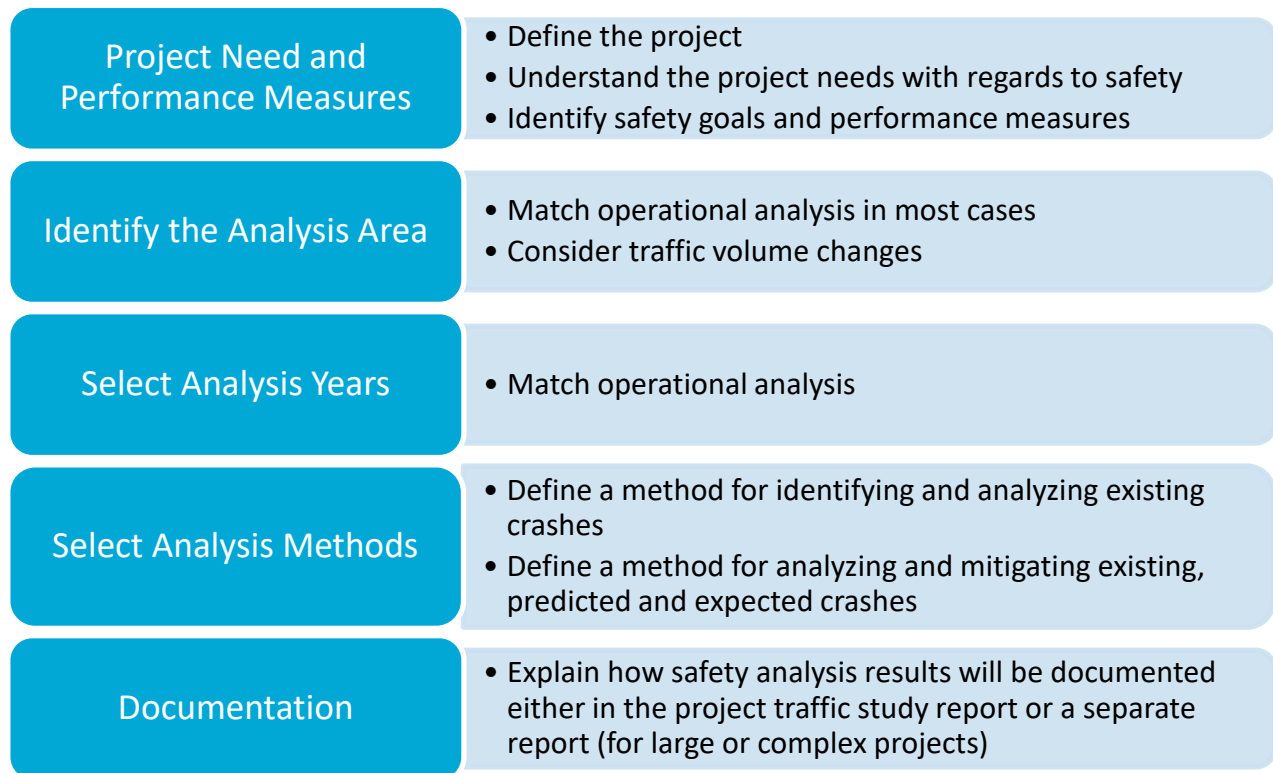 Project Need and
Performance Measures
• Define the project
• Understand the project needs with regards to safety
• Identify safety goals and performance measures
Identify the Analysis Area
• Match operational analysis in most cases
• Consider traffic volume changes
Select Analysis Years
• Match operational analysis
Select Analysis Methods
• Define a method for identifying and analyzing existing
crashes
• Define a method for analyzing and mitigating existing,
predicted and expected crashes
Documentation
• Explain how safety analysis results will be documented
either in the project traffic study report or a separate
report (for large or complex projects)